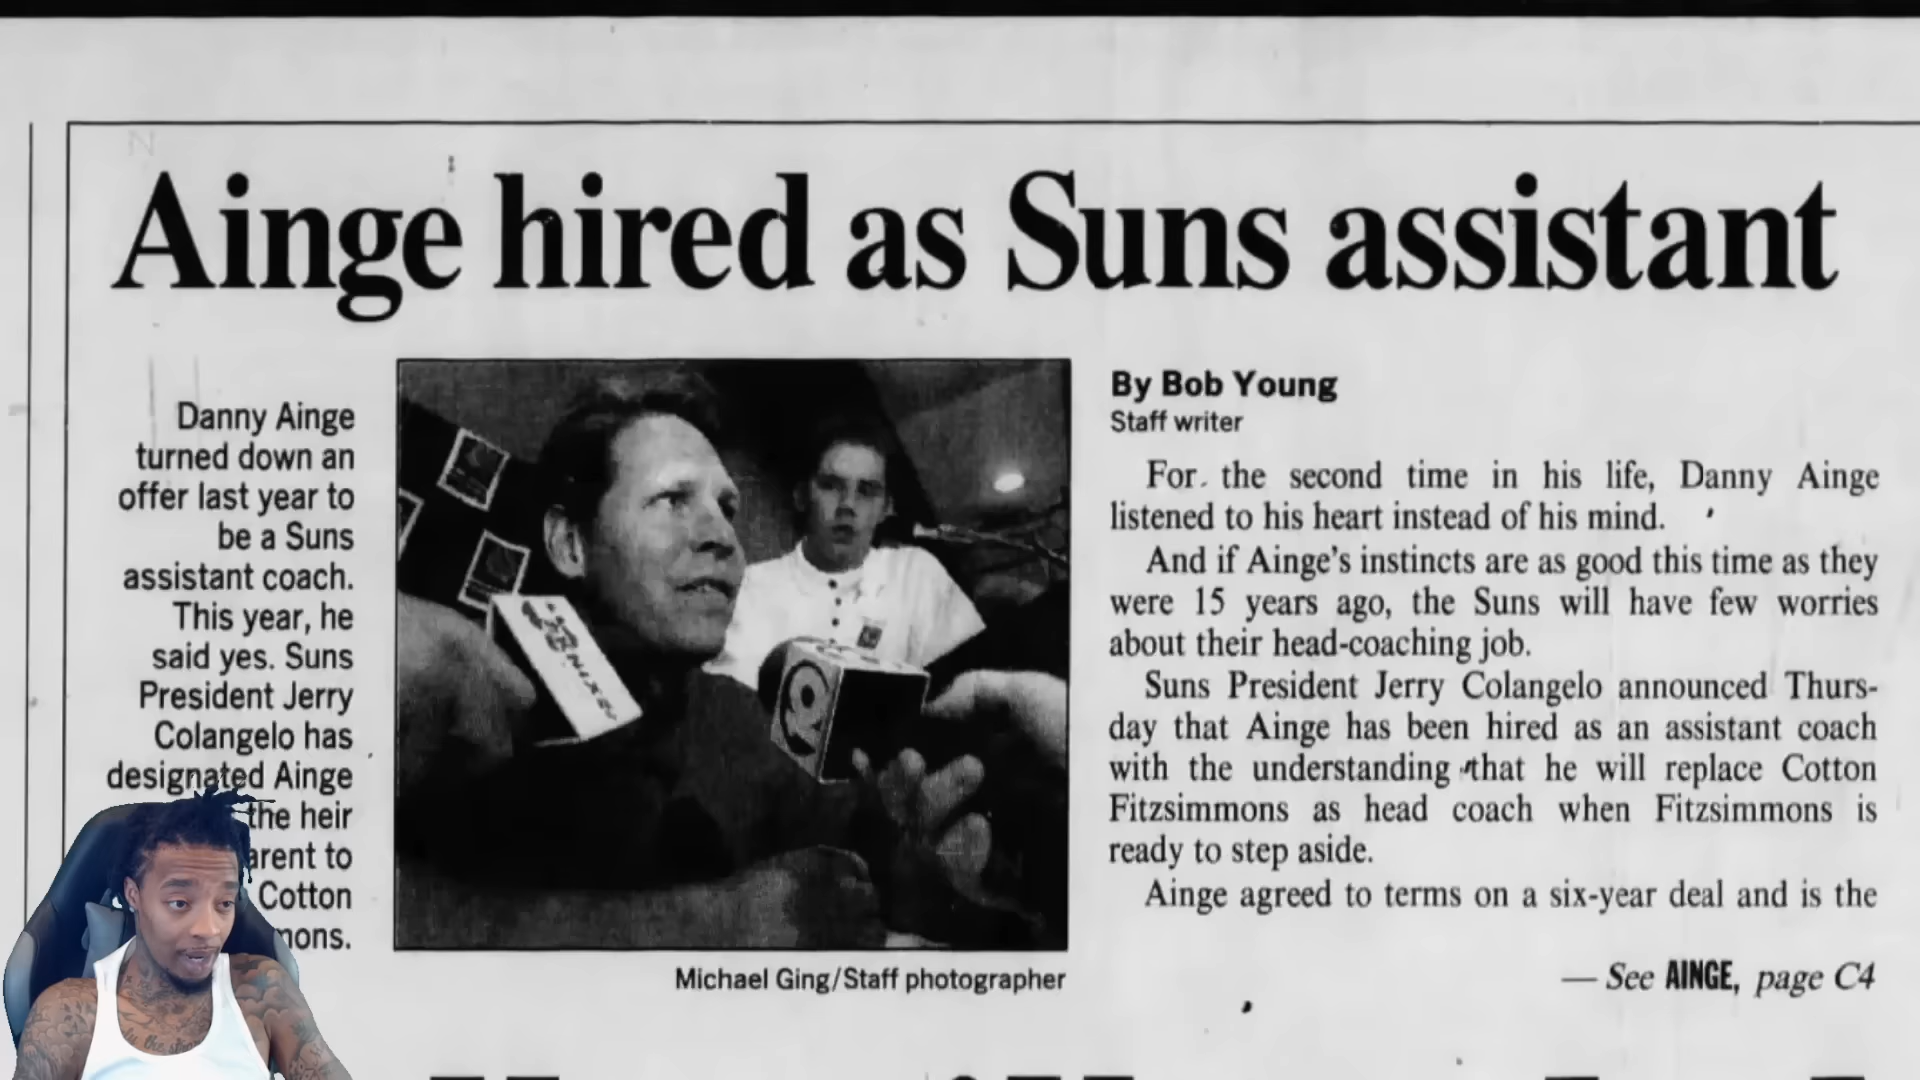 Ainge hired as Suns assistant
Danny Ainge
turned down an
offer last year to
be a Suns
assistant coach.
This year, he
said yes. Suns
President Jerry
Colangelo has
designated Ainge
the heir
arent to
Cotton
mons.
Michael Ging/Staff photographer
By Bob Young
Staff writer
For the second time in his life, Danny Ainge
listened to his heart instead of his mind.
And if Ainge's instincts are as good this time as they
were 15 years ago, the Suns will have few worries
about their head-coaching job.
Suns President Jerry Colangelo announced Thurs-
day that Ainge has been hired as an assistant coach
with the understanding that he will replace Cotton
Fitzsimmons as head coach when Fitzsimmons is
ready to step aside.
Ainge agreed to terms on a six-year deal and is the
— See AINGE, page C4